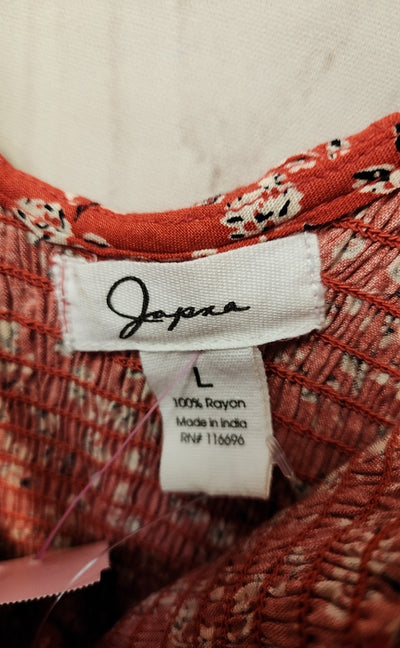 Japna
L
100% Rayon
Made in India
RN# 116696